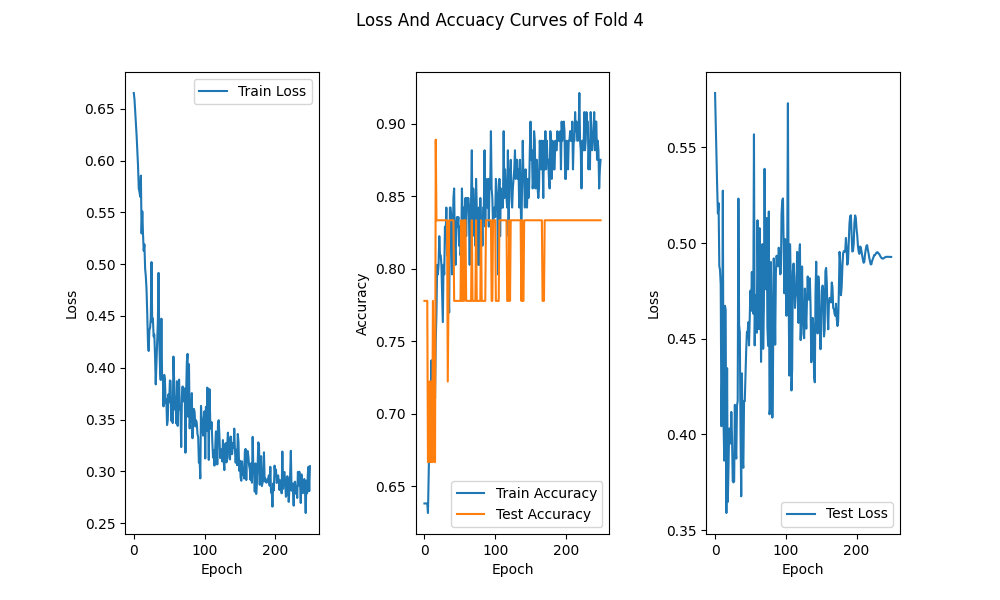 Loss And Accuacy Curves of Fold 4
Train Loss
0.65
0.60
0.55
0.50
0.45
0.40
0.35
0.30
0.25
Loss
0
100
200
Epoch
0.90
0.85
0.80
0.75
0.70
0.65
Accuracy
Train Accuracy
Test Accuracy
0
100
200
Epoch
0.55
0.50
0.45
0.40
0.35
Loss
Test Loss
0
100
200
Epoch